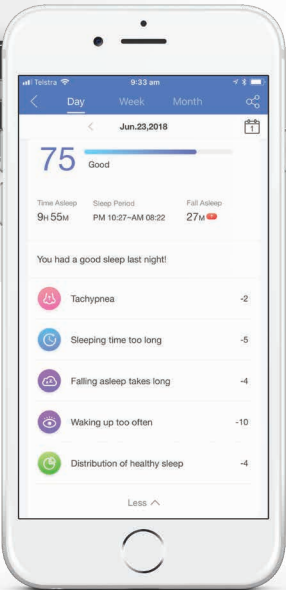 Telstra 9:33 am
Day Week Month
Jun.23,2018 1
75 Good
Time Asleep Sleep Period Fall Asleep
9H 55M PM 10:27~AM 08:22 27M
You had a good sleep last night!
Tachypnea -2
Sleeping time too long -5
Falling asleep takes long -4
Waking up too often -10
Distribution of healthy sleep -4
Less